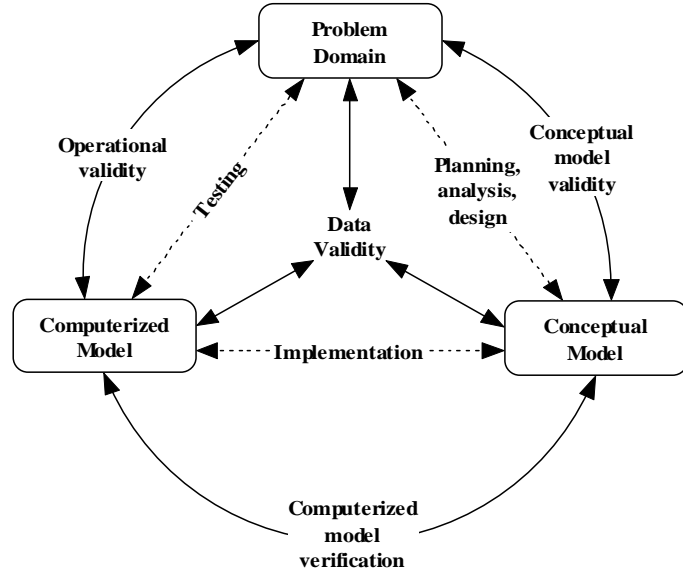 Problem
Domain
Operational
validity
Testing
Planning,
analysis,
design
Conceptual
model
validity
Data
Validity
Computerized
Model
Implementation
Conceptual
Model
Computerized
model
verification